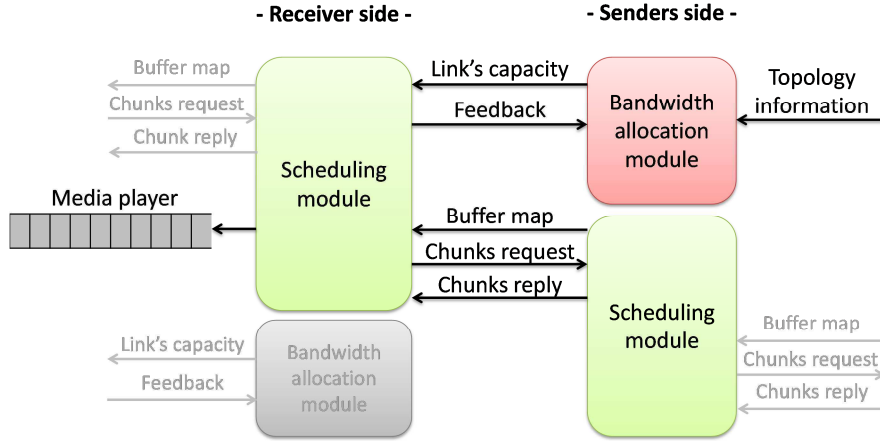 - Receiver side -
- Senders side -
Buffer map
Chunks request
Chunk reply
Media player
Scheduling
module
Link's capacity
Feedback
Bandwidth
allocation
module
Topology
information
Buffer map
Chunks request
Chunks reply
Scheduling
module
Link's capacity
Feedback
Bandwidth
allocation
module
Buffer map
Chunks request
Chunks reply